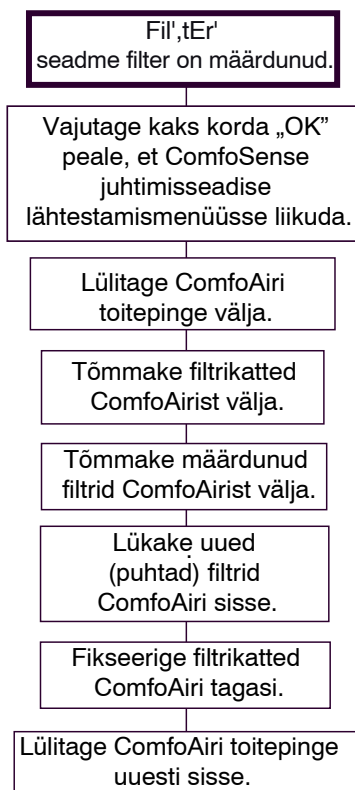 Fil',tEr'
seadme filter on määrdunud.
Vajutage kaks korda „OK”
peale, et ComfoSense
juhtimisseadise
lähtestamismenüüsse liikuda.
Lülitage ComfoAiri
toitepinge välja.
Tõmmake filtrikatted
ComfoAirist välja.
Tõmmake määrdunud
filtrid ComfoAirist välja.
Lükake uued
(puhtad) filtrid
ComfoAiri sisse.
Fikseerige filtrikatted
ComfoAiri tagasi.
Lülitage ComfoAiri toitepinge
uuesti sisse.